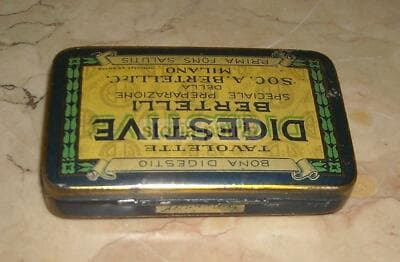 BONA DIGESTIO
TAVOLETTE
DIGESTIVE
BERTELLI
SPECIALE PREPARAZIONE
DELLA
SOC. A. BERTELLI & C.
MILANO
PRIMA FONS SALUTIS